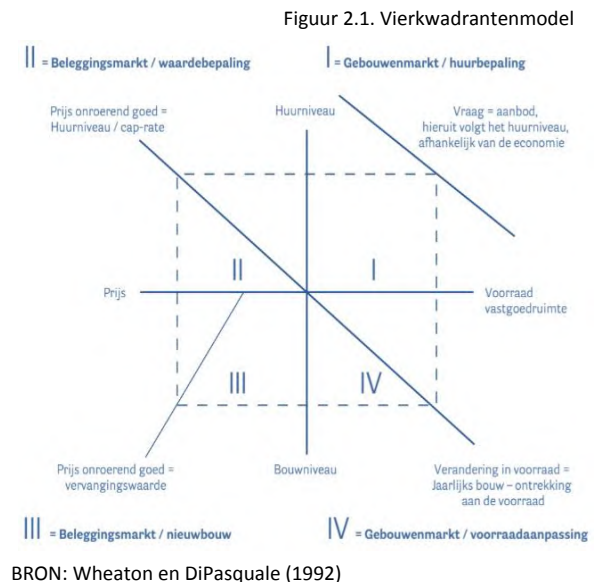 Figuur 2.1. Vierkwadrantenmodel
II = Beleggingsmarkt / waardebepaling
I = Gebouwenmarkt / huurbepaling
Prijs onroerend goed =
Huurniveau / cap-rate
Huurniveau
Vraag = aanbod,
hieruit volgt het huurniveau,
afhankelijk van de economie
II
I
Prijs
Voorraad
vastgoedruimte
III
IV
Prijs onroerend goed =
vervangingswaarde
Bouwniveau
Verandering in voorraad =
Jaarlijks bouw – ontrekking
aan de voorraad
III = Beleggingsmarkt / nieuwbouw
IV = Gebouwenmarkt / voorraadaanpassing
BRON: Wheaton en DiPasquale (1992)